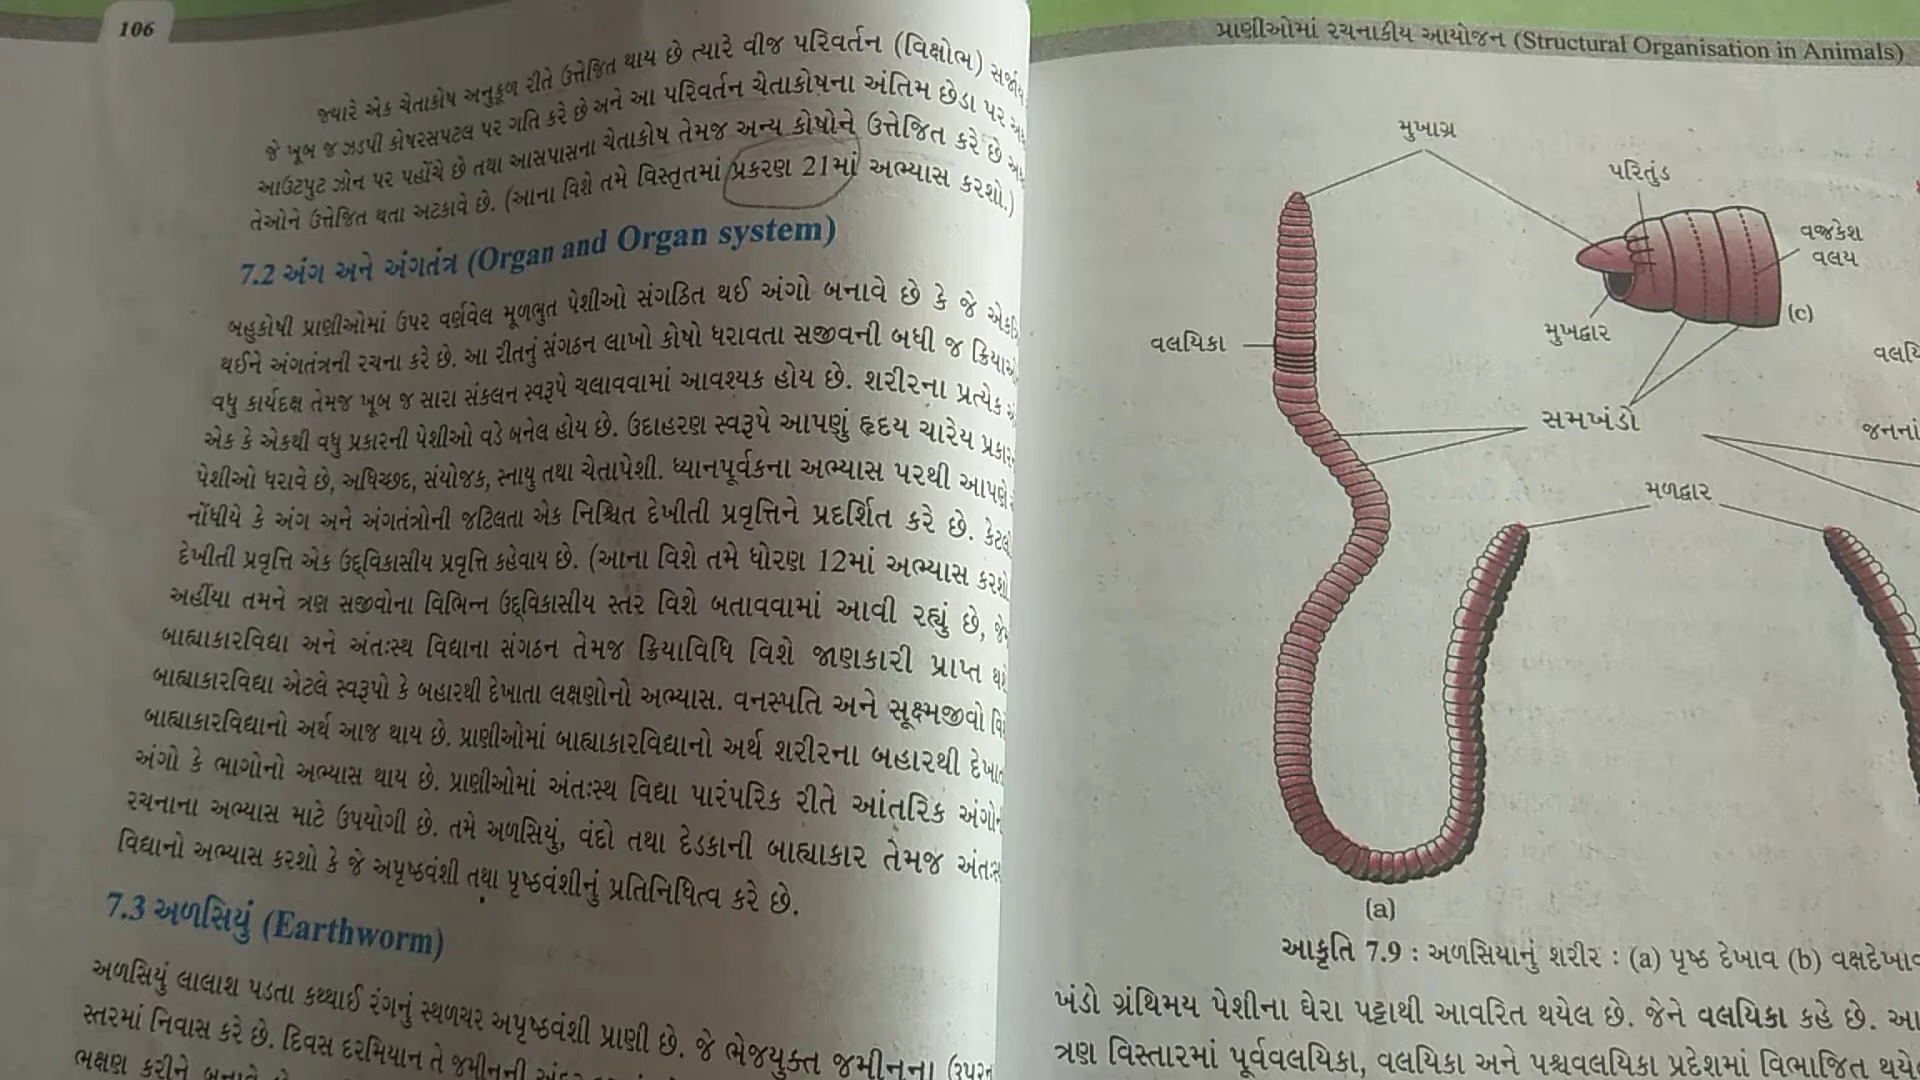 106
જ્યારે એક ચેતાકોષ અનુકૂળ રીતે ઉત્તેજિત થાય છે ત્યારે વીજ પરિવર્તન (વિક્ષોભ) સર્જાય
જે ખૂબ જ ઝડપી કોષરસપટલ પર ગતિ કરે છે અને આ પરિવર્તન ચેતાકોષના અંતિમ છેડા પર
આઉટપુટ ઝોન પર પહોંચે છે તથા આસપાસના ચેતાકોષ તેમજ અન્ય કોષોને ઉત્તેજિત કરે છે
તેઓને ઉત્તેજિત થતા અટકાવે છે. (આના વિશે તમે વિસ્તૃતમાં પ્રકરણ 21માં અભ્યાસ કરશો.)
7.2 અંગ અને અંગતંત્ર (Organ and Organ system)
બહુકોષી પ્રાણીઓમાં ઉપર વર્ણવેલ મૂળભુત પેશીઓ સંગઠિત થઈ અંગો બનાવે છે કે જે
થઈને અંગતંત્રની રચના કરે છે. આ રીતનું સંગઠન લાખો કોષો ધરાવતા સજીવની બધી જ
વધુ કાર્યદક્ષ તેમજ ખૂબ જ સારા સંકલન સ્વરૂપે ચલાવવામાં આવશ્યક હોય છે. શરીરના પ્રત્યેક
એક કે એકથી વધુ પ્રકારની પેશીઓ વડે બનેલ હોય છે. ઉદાહરણ સ્વરૂપે આપણું હૃદય ચારેય
પેશીઓ ધરાવે છે, અધિચ્છદ, સંયોજક, સ્નાયુ તથા ચેતાપેશી. ધ્યાનપૂર્વકના અભ્યાસ પરથી આપણે
નોંધીયે કે અંગ અને અંગતંત્રોની જટિલતા એક નિશ્ચિત દેખીતી પ્રવૃત્તિને પ્રદર્શિત કરે છે.
દેખીતી પ્રવૃત્તિ એક ઉદ્દવિકાસીય પ્રવૃત્તિ કહેવાય છે. (આના વિશે તમે ધોરણ 12માં અભ્યાસ કરશો
અહીંયા તમને ત્રણ સજીવોના વિભિન્ન ઉદ્દવિકાસીય સ્તર વિશે બતાવવામાં આવી રહ્યું છે,
બાહ્યાકારવિદ્યા અને અંતઃસ્થ વિદ્યાના સંગઠન તેમજ ક્રિયાવિધિ વિશે જાણકારી પ્રાપ્ત
બાહ્યાકારવિદ્યા એટલે સ્વરૂપો કે બહારથી દેખાતા લક્ષણોનો અભ્યાસ. વનસ્પતિ અને સૂક્ષ્મજીવો
બાહ્યાકારવિદ્યાનો અર્થ આજ થાય છે. પ્રાણીઓમાં બાહ્યાકારવિદ્યાનો અર્થ શરીરના બહારથી
અંગો કે ભાગોનો અભ્યાસ થાય છે. પ્રાણીઓમાં અંતઃસ્થ વિદ્યા પારંપરિક રીતે આંતરિક
રચનાના અભ્યાસ માટે ઉપયોગી છે. તમે અળસિયું, વંદો તથા દેડકાની બાહ્યાકાર તેમજ
વિદ્યાનો અભ્યાસ કરશો કે જે અપૃષ્ઠવંશી તથા પૃષ્ઠવંશીનું પ્રતિનિધિત્વ કરે છે.
7.3 અળસિયું (Earthworm)
અળસિયું લાલાશ પડતા કથ્થાઈ રંગનું સ્થળચર અપૃષ્ઠવંશી પ્રાણી છે. જે ભેજયુક્ત જમીનના
સ્તરમાં નિવાસ કરે છે. દિવસ દરમિયાન તે જમીનની
ભક્ષણ કરીને
પ્રાણીઓમાં રચનાકીય આયોજન (Structural Organisation in Animals)
મુખાગ્ર
પરિતુંડ
વજ્રકેશ
વલય
(c)
મુખદ્વાર
વલયિકા
સમખંડો
મળદ્વાર
(a)
આકૃતિ 7.9 : અળસિયાનું શરીર : (a) પૃષ્ઠ દેખાવ (b) વક્ષદેખાવ
ખંડો ગ્રંથિમય પેશીના ઘેરા પટ્ટાથી આવરિત થયેલ છે. જેને વલયિકા કહે છે. આ
ત્રણ વિસ્તારમાં પૂર્વવલયિકા, વલયિકા અને પશ્ચવલયિકા પ્રદેશમાં વિભાજિત